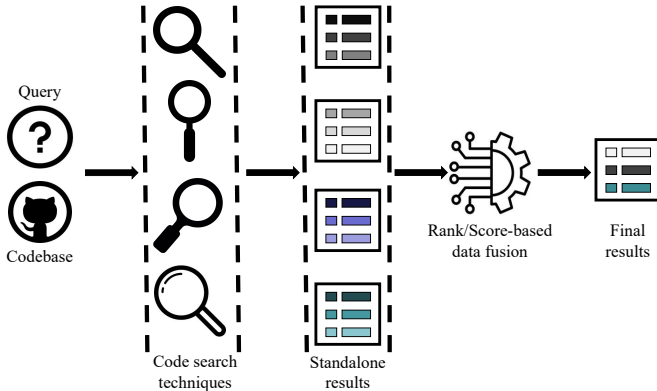 Query
?
Codebase
Code search
techniques
Standalone
results
Rank/Score-based
data fusion
Final
results